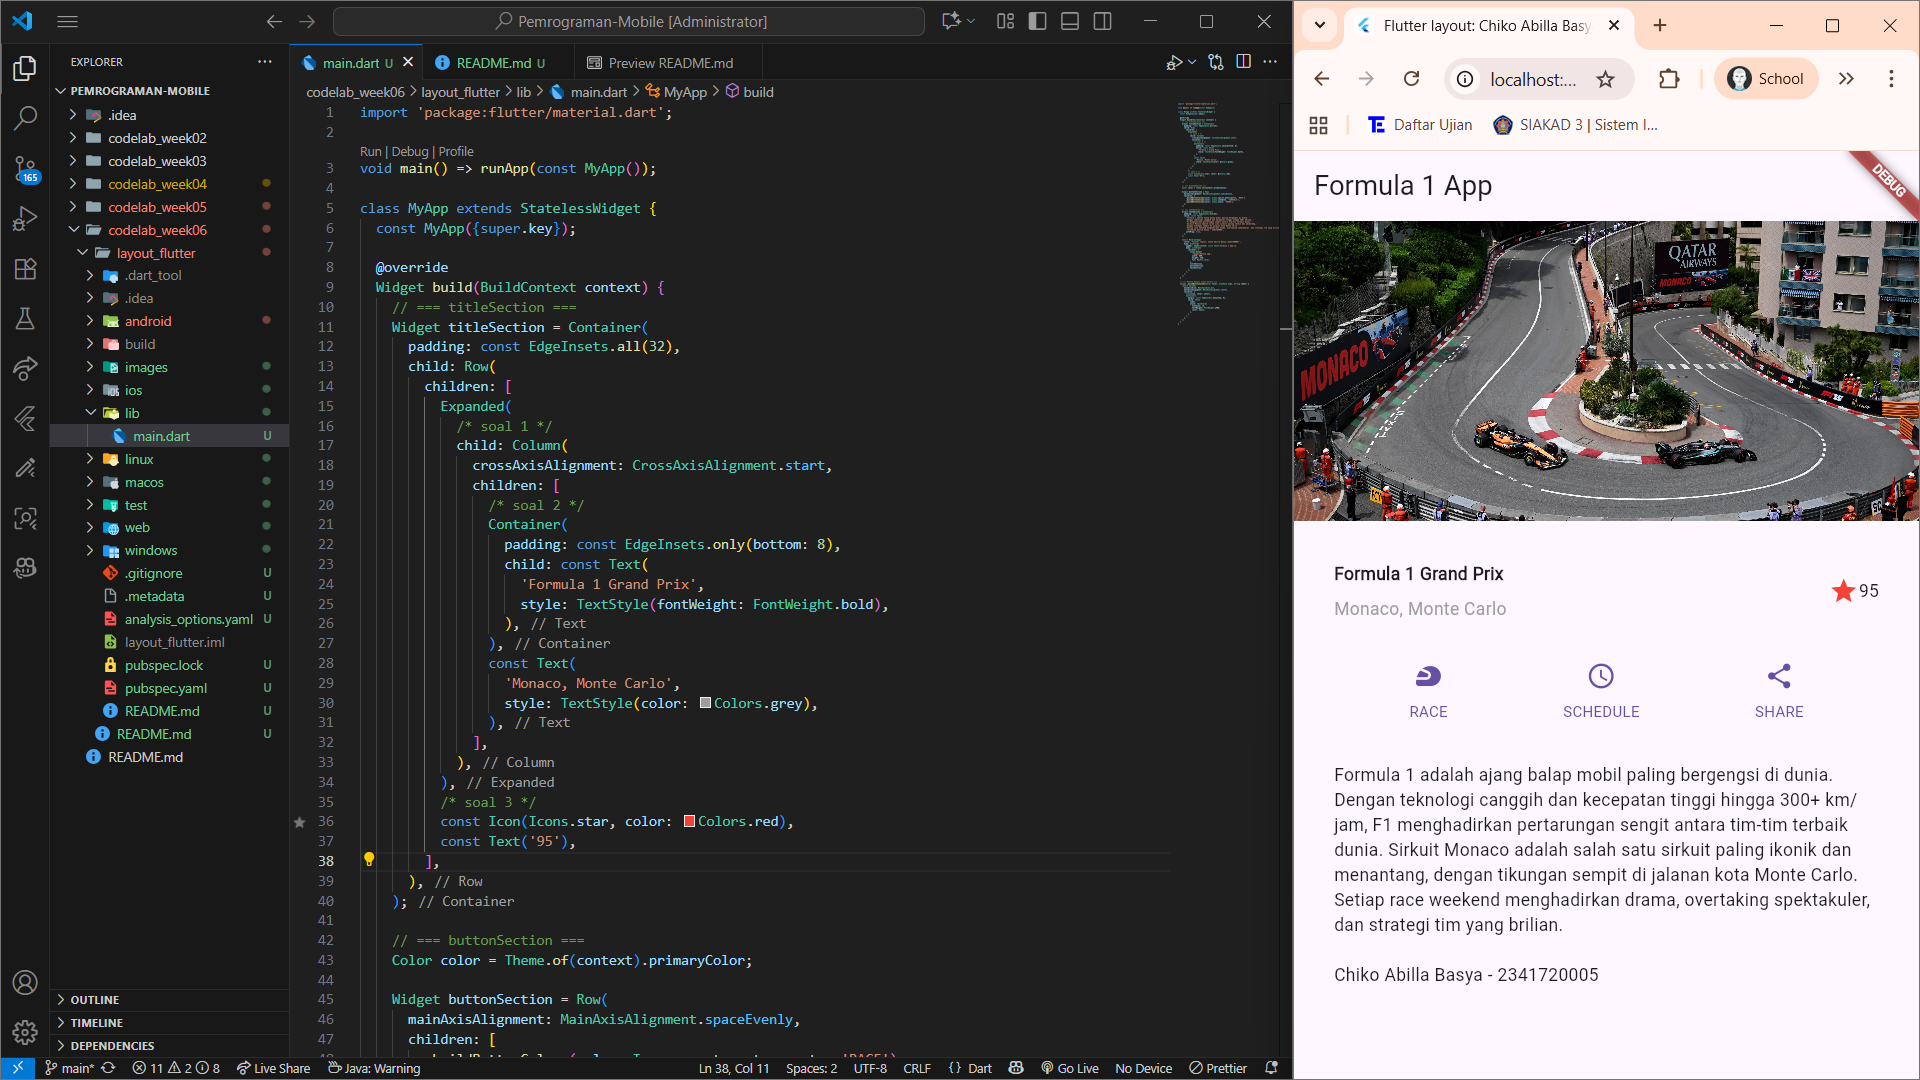 Pemrograman-Mobile [Administrator]
EXPLORER
PEMROGRAMAN-MOBILE
.idea
codelab_week02
codelab_week03
codelab_week04
codelab_week05
codelab_week06
layout_flutter
.dart_tool
.idea
android
build
images
ios
lib
main.dart U
linux
macos
test
web
windows
.gitignore U
.metadata U
analysis_options.yaml U
layout_flutter.iml
pubspec.lock U
pubspec.yaml U
README.md U
README.md U
README.md
OUTLINE
TIMELINE
DEPENDENCIES
165
main.dart U
README.md U
Preview README.md
codelab_week06 > layout_flutter > lib > main.dart > MyApp > build
1 import 'package:flutter/material.dart';
2
Run | Debug | Profile
3 void main() => runApp(const MyApp());
4
5 class MyApp extends StatelessWidget {
6 const MyApp({super.key});
7
8 @override
9 Widget build(BuildContext context) {
10 // === titleSection ===
11 Widget titleSection = Container(
12 padding: const EdgeInsets.all(32),
13 child: Row(
14 children: [
15 Expanded(
16 /* soal 1 */
17 child: Column(
18 crossAxisAlignment: CrossAxisAlignment.start,
19 children: [
20 /* soal 2 */
21 Container(
22 padding: const EdgeInsets.only(bottom: 8),
23 child: const Text(
24 'Formula 1 Grand Prix',
25 style: TextStyle(fontWeight: FontWeight.bold),
26 ), // Text
27 ), // Container
28 const Text(
29 'Monaco, Monte Carlo',
30 style: TextStyle(color: Colors.grey),
31 ), // Text
32 ],
33 ), // Column
34 ), // Expanded
35 /* soal 3 */
36 const Icon(Icons.star, color: Colors.red),
37 const Text('95'),
38 ],
39 ), // Row
40 ); // Container
41
42 // === buttonSection ===
43 Color color = Theme.of(context).primaryColor;
44
45 Widget buttonSection = Row(
46 mainAxisAlignment: MainAxisAlignment.spaceEvenly,
47 children: [
main* 11 2 8 Live Share Java: Warning Ln 38, Col 11 Spaces: 2 UTF-8 CRLF {} Dart Go Live No Device Prettier
Flutter layout: Chiko Abilla Basy
localhost:...
School
Daftar Ujian
SIAKAD 3 | Sistem I...
Formula 1 App
DEBUG
QATAR
AIRWAYS
MONACO
MONACO
Formula 1 Grand Prix
Monaco, Monte Carlo
95
RACE
SCHEDULE
SHARE
Formula 1 adalah ajang balap mobil paling bergengsi di dunia.
Dengan teknologi canggih dan kecepatan tinggi hingga 300+ km/
jam, F1 menghadirkan pertarungan sengit antara tim-tim terbaik
dunia. Sirkuit Monaco adalah salah satu sirkuit paling ikonik dan
menantang, dengan tikungan sempit di jalanan kota Monte Carlo.
Setiap race weekend menghadirkan drama, overtaking spektakuler,
dan strategi tim yang brilian.
Chiko Abilla Basya - 2341720005